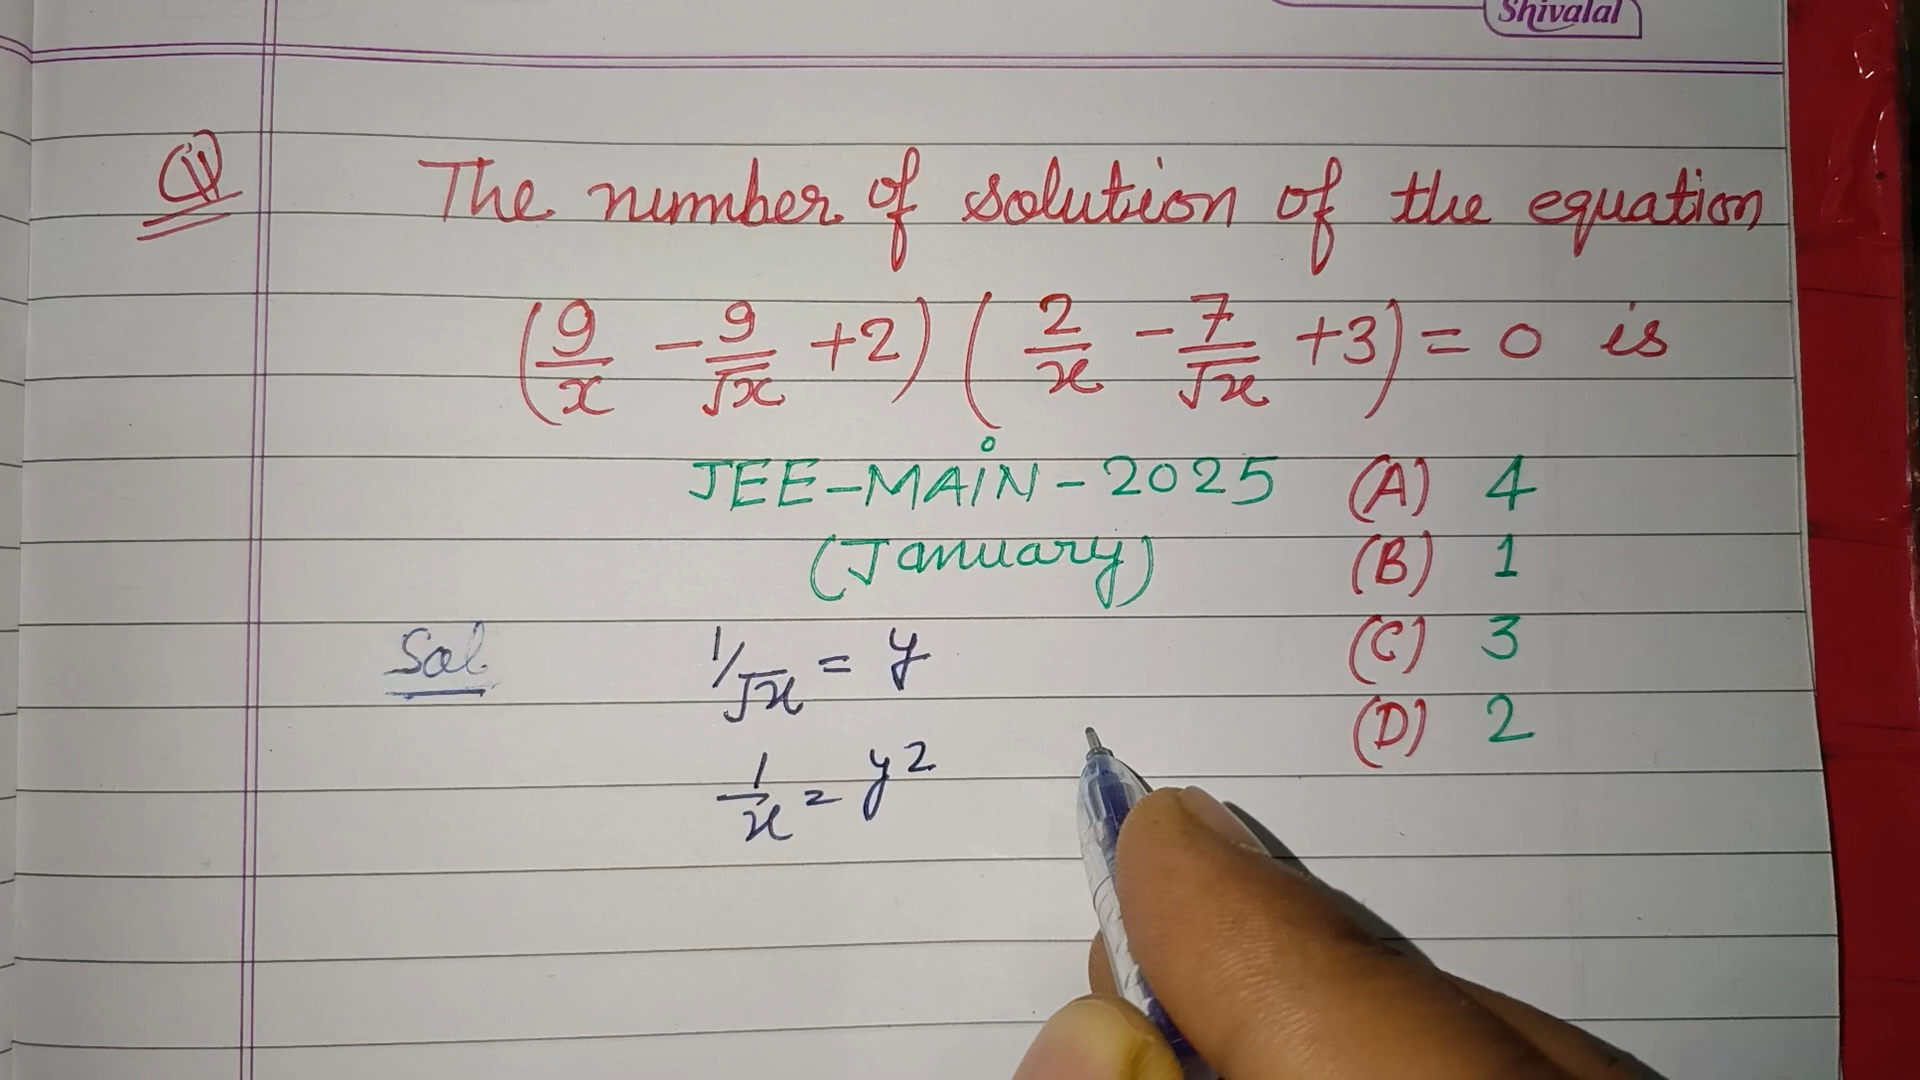 Shivalal
Q The number of solution of the equation
(9/x - 9/√x + 2) (2/x - 7/√x + 3) = 0 is
JEE-MAiN-2025 (A) 4
(January) (B) 1
(C) 3
(D) 2
Sol 1/√x = y
1/x = y²